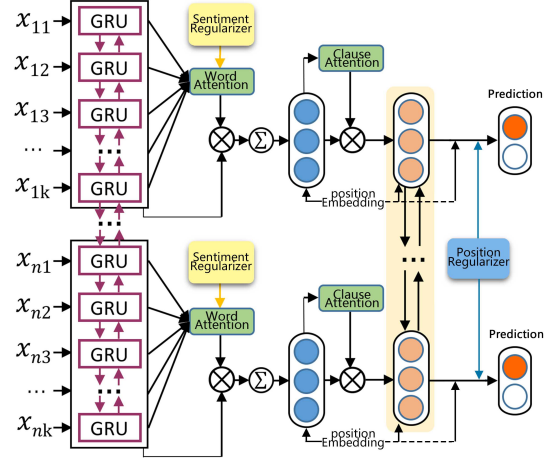 x11
GRU
x12
GRU
x13
GRU
...
...
x1k
GRU
Sentiment
Regularizer
Word
Attention
Σ
Clause
Attention
position
Embedding
Prediction
...
...
Position
Regularizer
xn1
GRU
xn2
GRU
xn3
GRU
...
...
xnk
GRU
Sentiment
Regularizer
Word
Attention
Σ
Clause
Attention
position
Embedding
Prediction